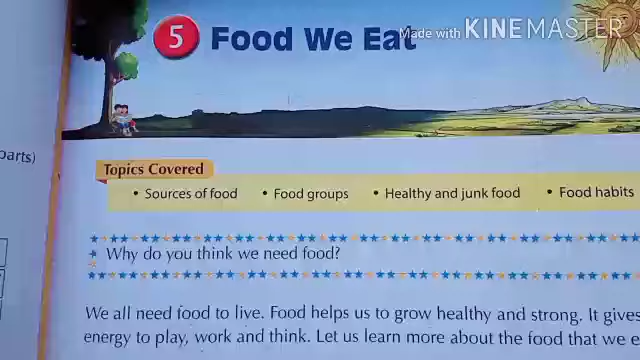 5 Food We Eat
Made with KINEMASTER
parts)
Topics Covered
• Sources of food • Food groups • Healthy and junk food • Food habits
Why do you think we need food?
We all need food to live. Food helps us to grow healthy and strong. It gives
energy to play, work and think. Let us learn more about the food that we e